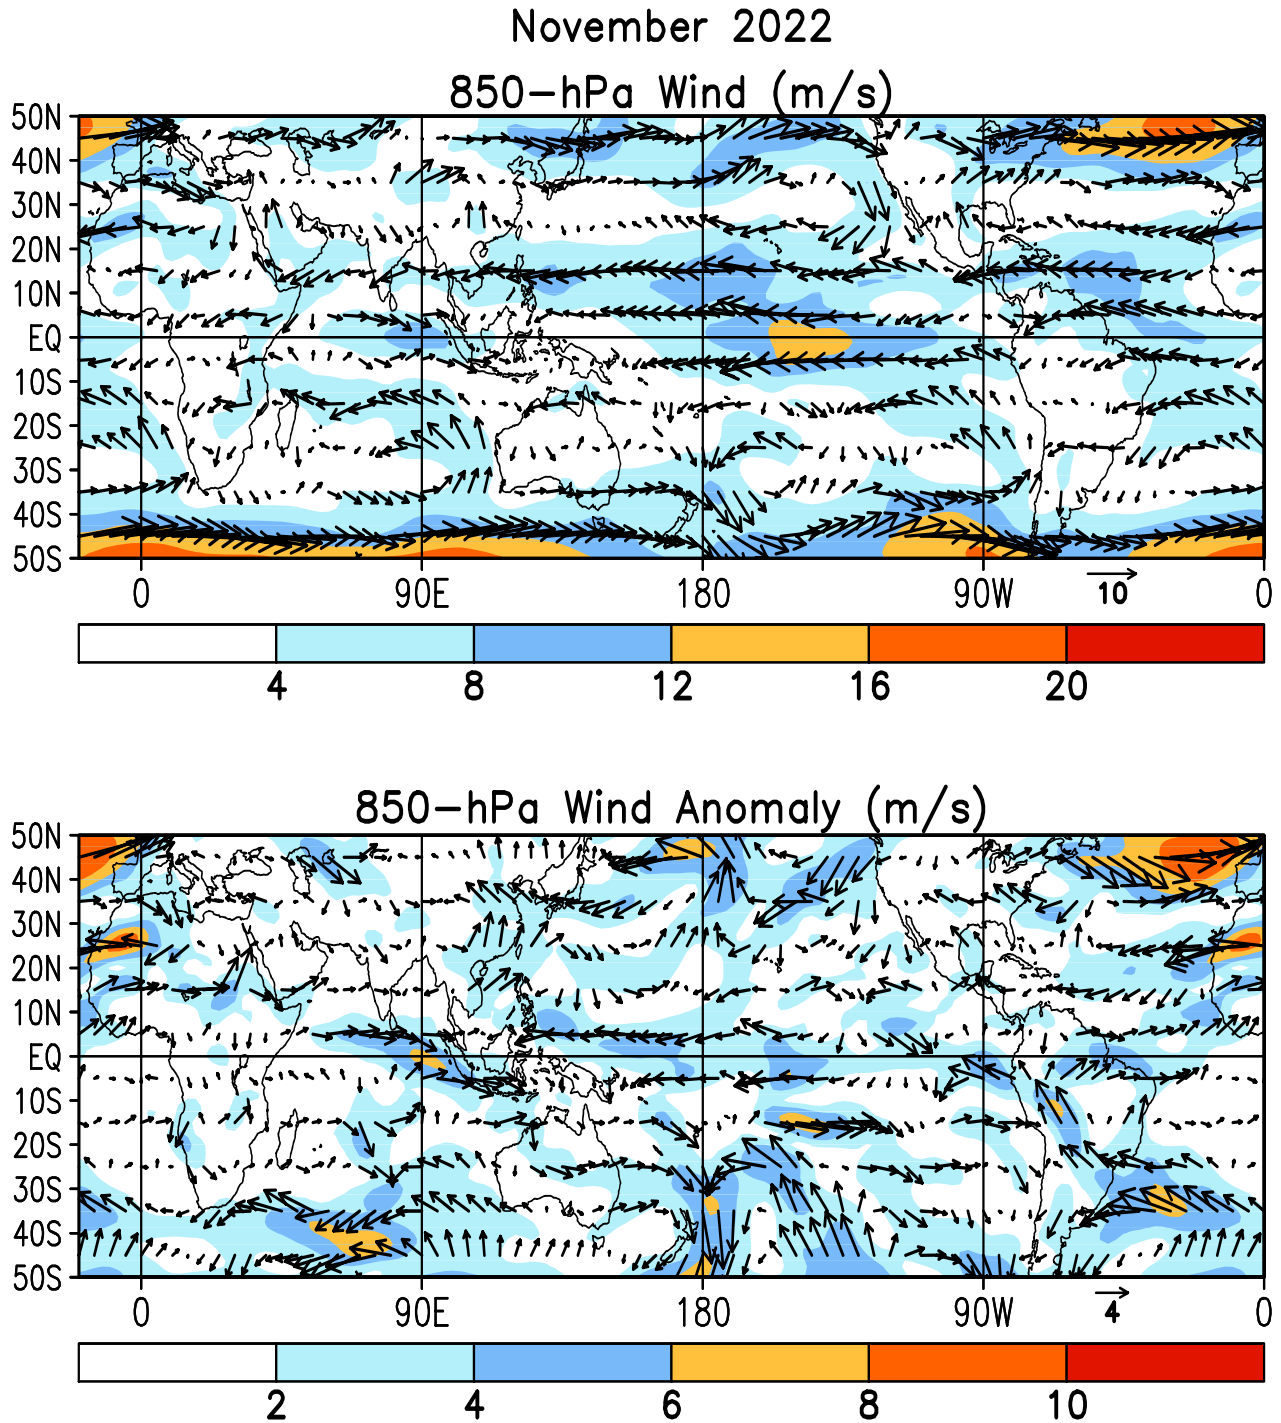 November 2022
850-hPa Wind (m/s)
50N
40N
30N
20N
10N
EQ
10S
20S
30S
40S
50S
0 90E 180 90W 0
10
4 8 12 16 20
850-hPa Wind Anomaly (m/s)
50N
40N
30N
20N
10N
EQ
10S
20S
30S
40S
50S
0 90E 180 90W 0
4
2 4 6 8 10